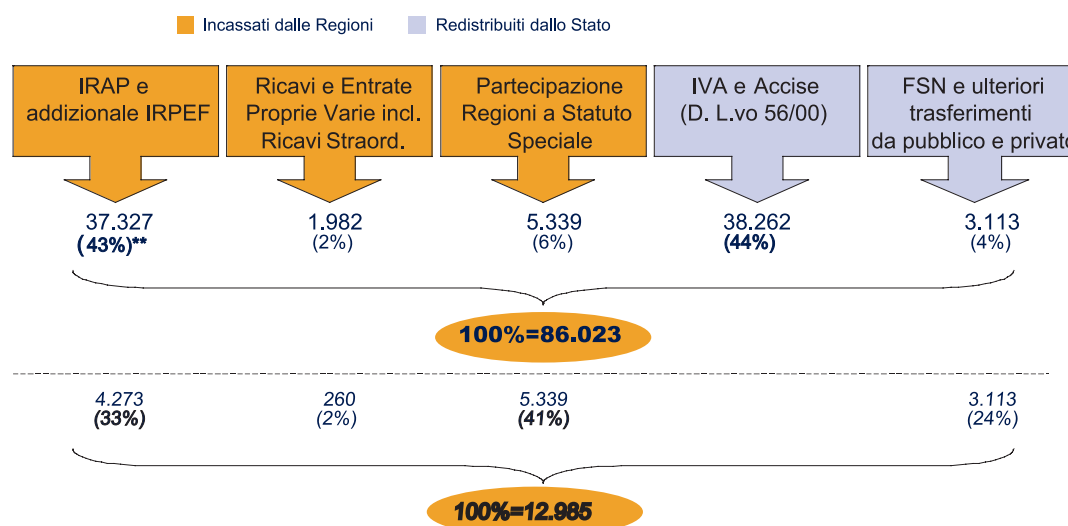 Incassati dalle Regioni
Redistribuiti dallo Stato
IRAP e
addizionale IRPEF
Ricavi e Entrate
Proprie Varie incl.
Ricavi Straord.
Partecipazione
Regioni a Statuto
Speciale
IVA e Accise
(D. L.vo 56/00)
FSN e ulteriori
trasferimenti
da pubblico e privato
37.327
(43%)**
1.982
(2%)
5.339
(6%)
38.262
(44%)
3.113
(4%)
100%=86.023
4.273
(33%)
260
(2%)
5.339
(41%)
3.113
(24%)
100%=12.985